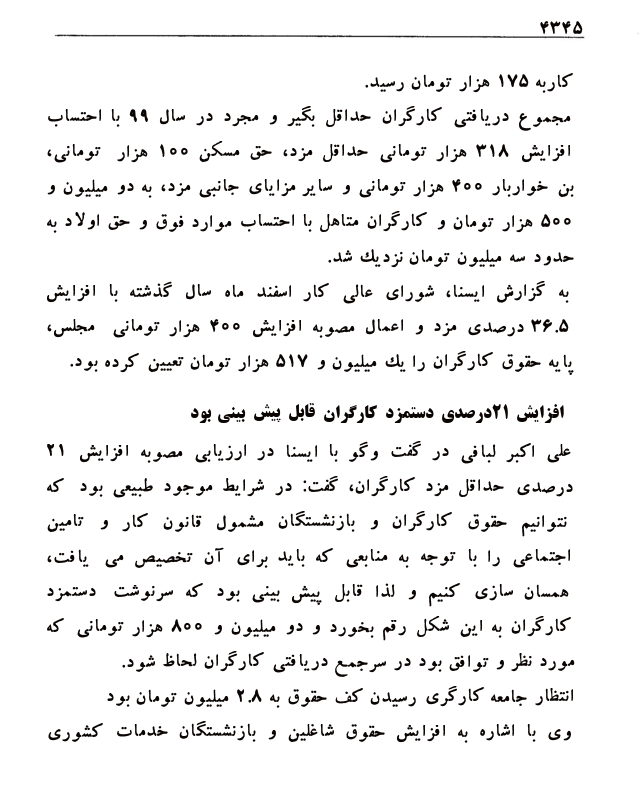 ۴۳۴۵
کاربه ۱۷۵ هزار تومان رسید.
مجموع دریافتی کارگران حداقل بگیر و مجرد در سال ۹۹ با احتساب
افزایش ۳۱۸ هزار تومانی حداقل مزد، حق مسکن ۱۰۰ هزار تومانی،
بن خواربار ۴۰۰ هزار تومانی و سایر مزایای جانبی مزد، به دو میلیون و
۵۰۰ هزار تومان و کارگران متاهل با احتساب موارد فوق و حق اولاد به
حدود سه میلیون تومان نزدیك شد.
به گزارش ایسنا، شورای عالی کار اسفند ماه سال گذشته با افزایش
۳۶.۵ درصدی مزد و اعمال مصوبه افزایش ۴۰۰ هزار تومانی مجلس،
پایه حقوق کارگران را یك میلیون و ۵۱۷ هزار تومان تعیین کرده بود.
افزایش ۲۱درصدی دستمزد کارگران قابل پیش بینی بود
علی اکبر لبافی در گفت وگو با ایسنا در ارزیابی مصوبه افزایش ۲۱
درصدی حداقل مزد کارگران، گفت: در شرایط موجود طبیعی بود که
نتوانیم حقوق کارگران و بازنشستگان مشمول قانون کار و تامین
اجتماعی را با توجه به منابعی که باید برای آن تخصیص می یافت،
همسان سازی کنیم و لذا قابل پیش بینی بود که سرنوشت دستمزد
کارگران به این شکل رقم بخورد و دو میلیون و ۸۰۰ هزار تومانی که
مورد نظر و توافق بود در سرجمع دریافتی کارگران لحاظ شود.
انتظار جامعه کارگری رسیدن کف حقوق به ۲.۸ میلیون تومان بود
وی با اشاره به افزایش حقوق شاغلین و بازنشستگان خدمات کشوری